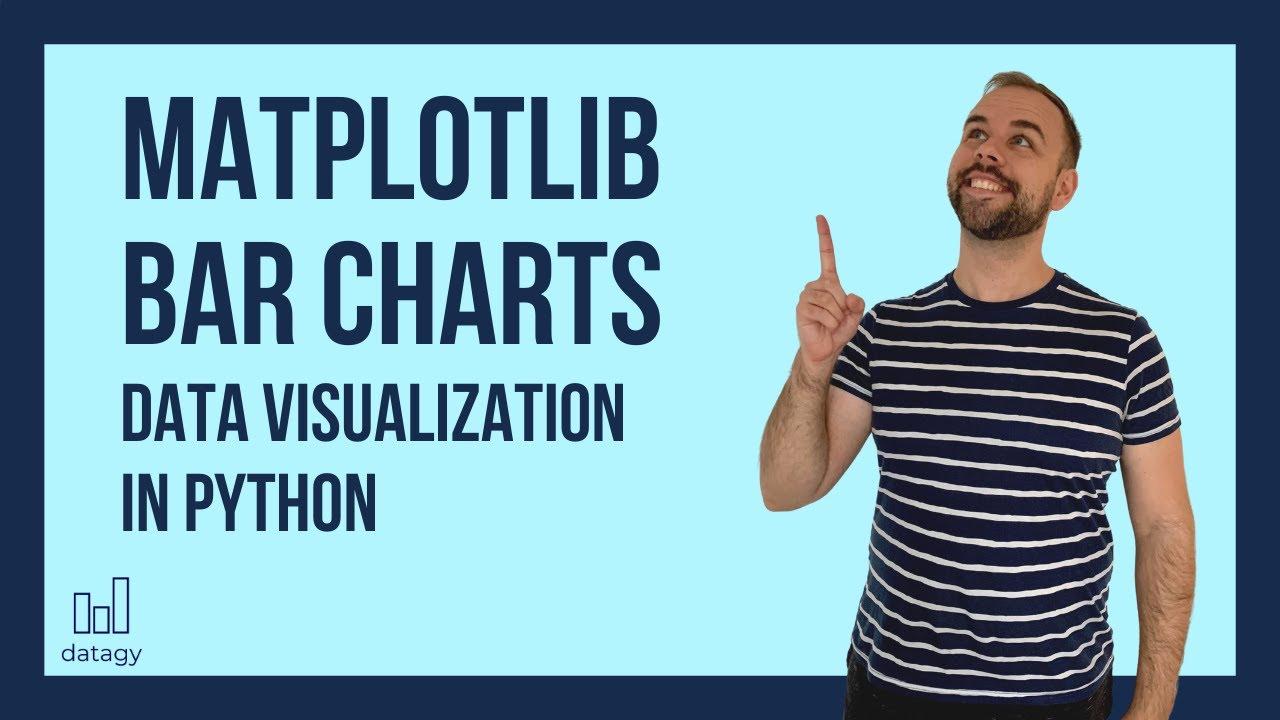 MATPLOTLIB
BAR CHARTS
DATA VISUALIZATION
IN PYTHON
datagy